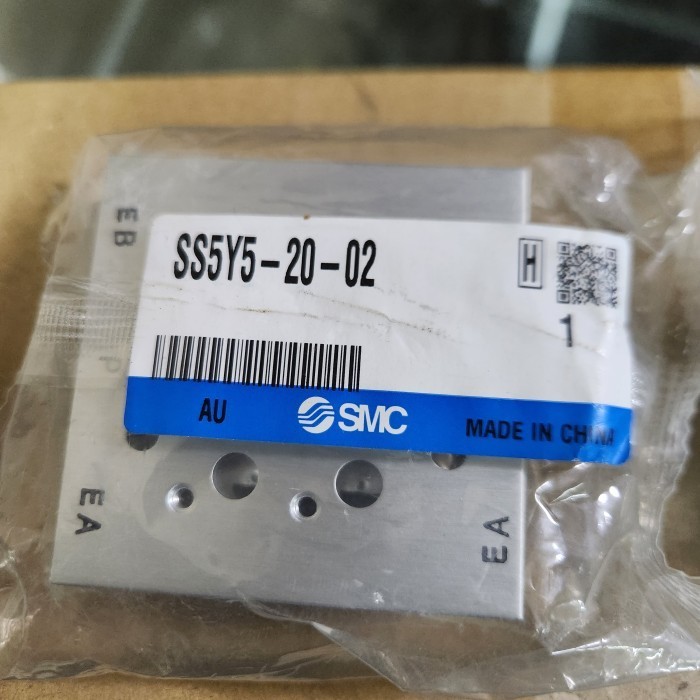 EB
SS5Y5-20-02
H
1
P
AU
SMC
MADE IN CHINA
EA
EA